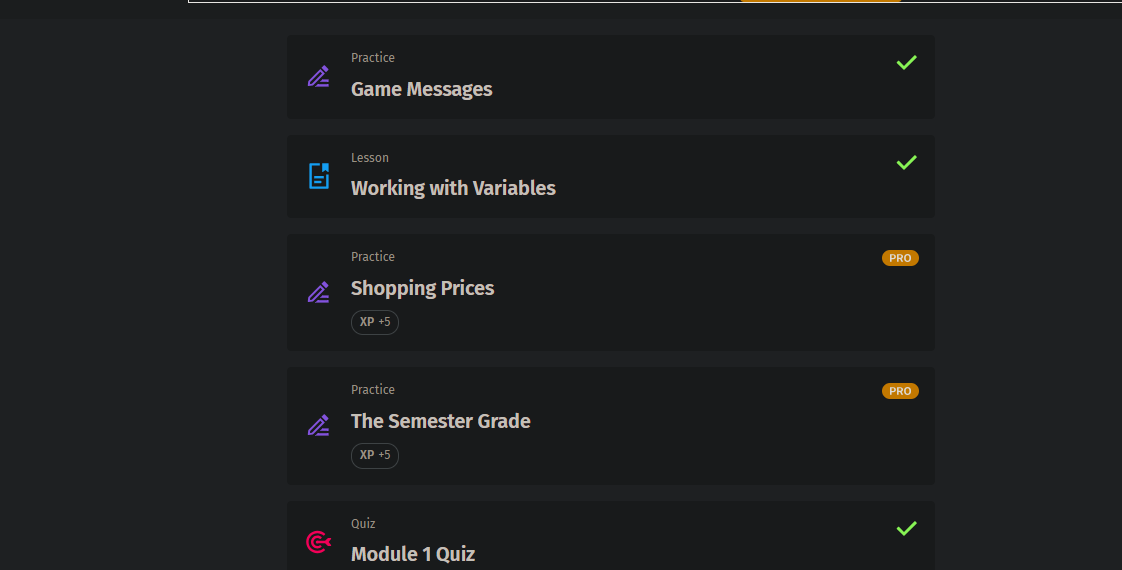 Practice
Game Messages
Lesson
Working with Variables
Practice
PRO
Shopping Prices
XP +5
Practice
PRO
The Semester Grade
XP +5
Quiz
Module 1 Quiz